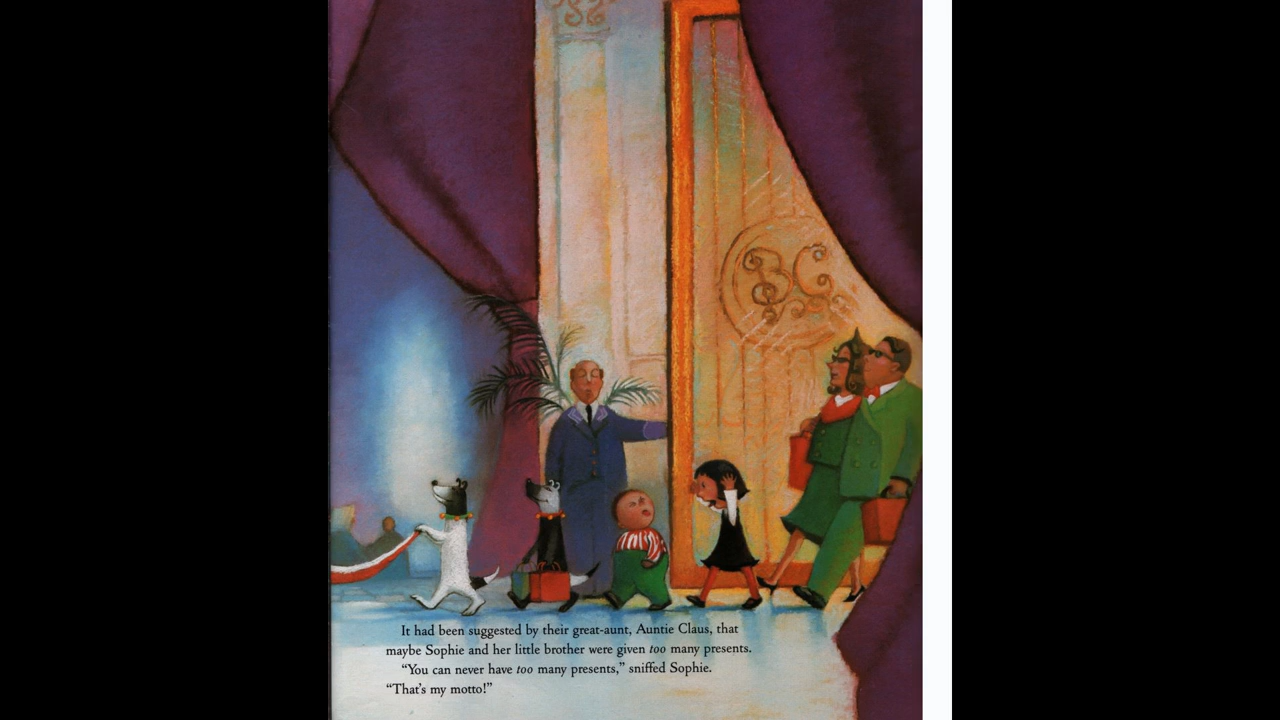 BC
It had been suggested by their great-aunt, Auntie Claus, that
maybe Sophie and her little brother were given too many presents.
“You can never have too many presents,” sniffed Sophie.
“That’s my motto!”